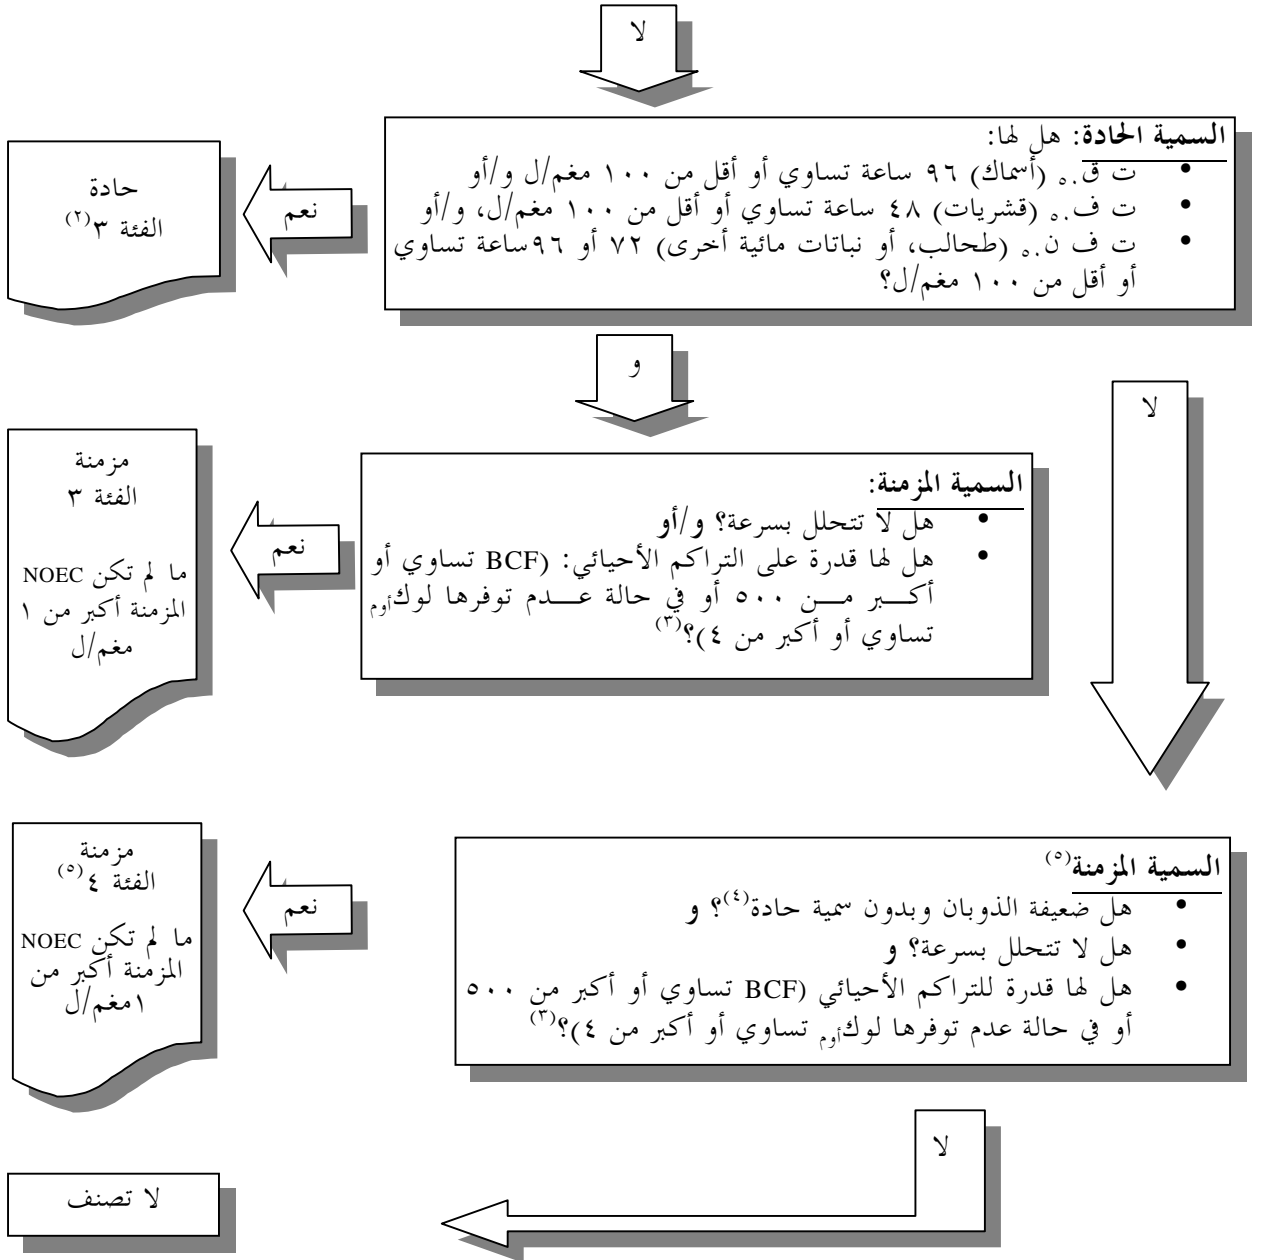 لا
السمية الحادة: هل لها:
• ت ق٥٠ (أسماك) ٩٦ ساعة تساوي أو أقل من ١٠٠ مغم/ل و/أو
• ت ف٥٠ (قشريات) ٤٨ ساعة تساوي أو أقل من ١٠٠ مغم/ل، و/أو
• ت ف ن٥٠ (طحالب، أو نباتات مائية أخرى) ٧٢ أو ٩٦ساعة تساوي
أو أقل من ١٠٠ مغم/ل؟
نعم
حادة
الفئة ٣(٢)
و
لا
السمية المزمنة:
• هل لا تتحلل بسرعة؟ و/أو
• هل لها قدرة على التراكم الأحيائي: (BCF تساوي أو
أكبر من ٥٠٠ أو في حالة عدم توفرها لوكأوم
تساوي أو أكبر من ٤)؟(٣)
نعم
مزمنة
الفئة ٣
ما لم تكن NOEC
المزمنة أكبر من ١
مغم/ل
السمية المزمنة(٥)
• هل ضعيفة الذوبان وبدون سمية حادة(٤)؟ و
• هل لا تتحلل بسرعة؟ و
• هل لها قدرة للتراكم الأحيائي (BCF تساوي أو أكبر من ٥٠٠
أو في حالة عدم توفرها لوكأوم تساوي أو أكبر من ٤)؟(٣)
نعم
مزمنة
الفئة ٤(٥)
ما لم تكن NOEC
المزمنة أكبر من
١مغم/ل
لا
لا تصنف